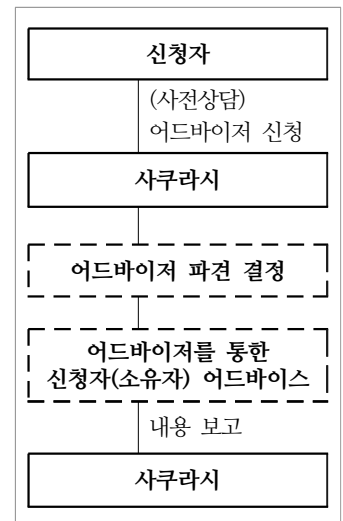 신청자
(사전상담)
어드바이저 신청
사쿠라시
어드바이저 파견 결정
어드바이저를 통한
신청자(소유자) 어드바이스
내용 보고
사쿠라시